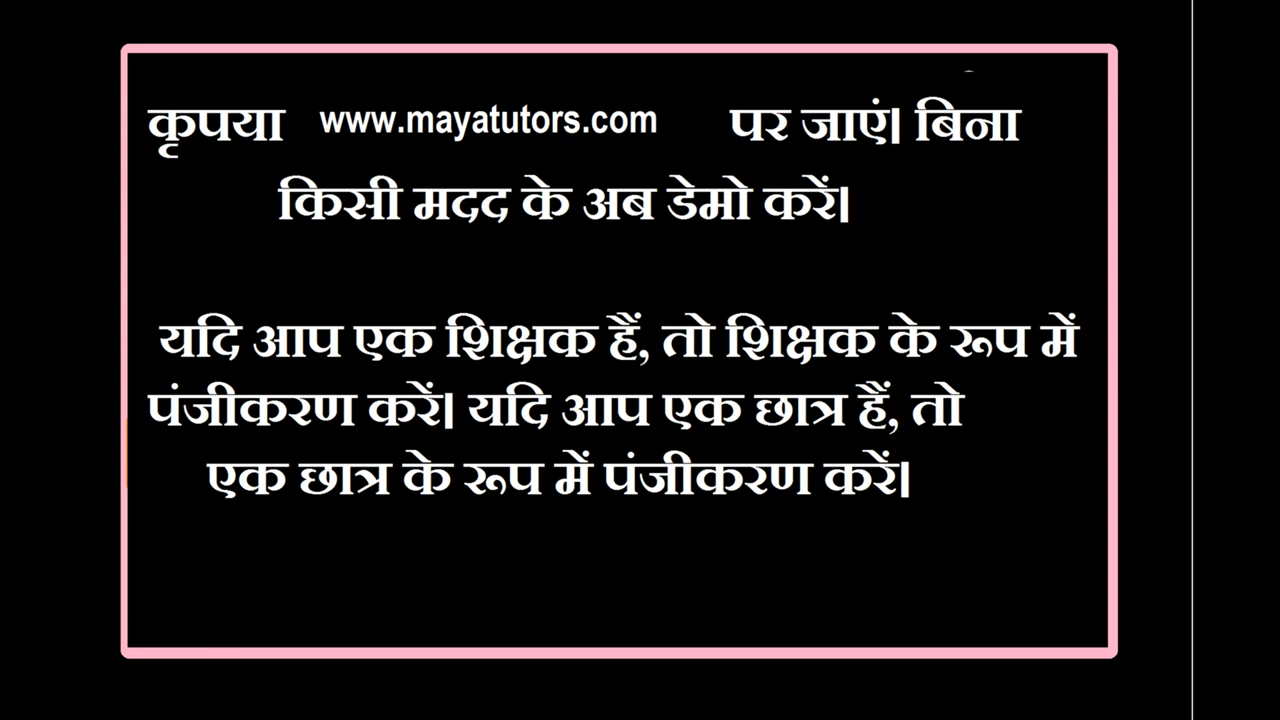 कृपया www.mayatutors.com पर जाएं। बिना
किसी मदद के अब डेमो करें।
यदि आप एक शिक्षक हैं, तो शिक्षक के रूप में
पंजीकरण करें। यदि आप एक छात्र हैं, तो
एक छात्र के रूप में पंजीकरण करें।